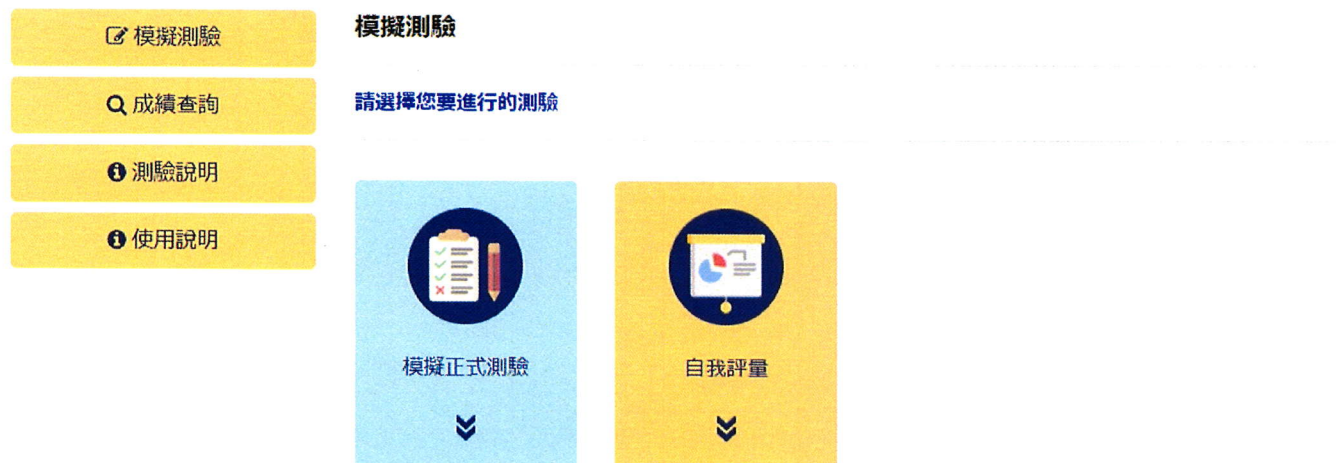 模擬測驗
成績查詢
測驗說明
使用說明
模擬測驗
請選擇您要進行的測驗
模擬正式測驗
自我評量